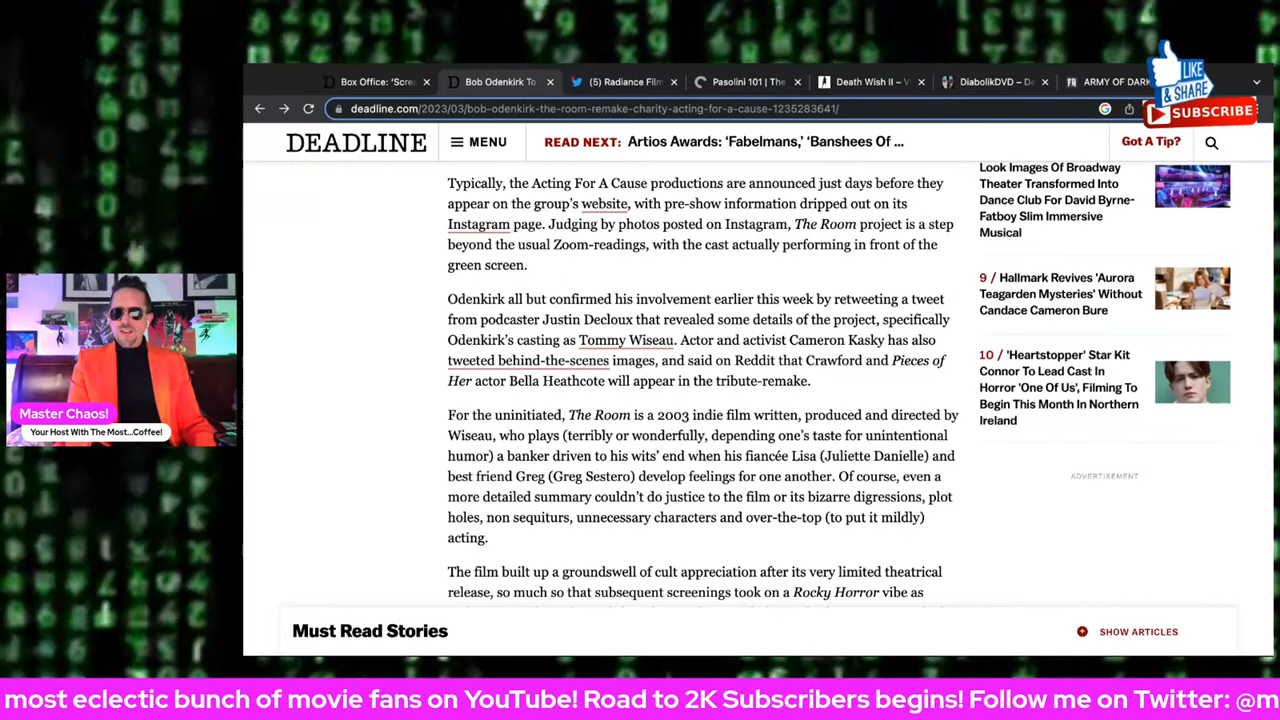 LIKE
& SHARE
SUBSCRIBE
Box Office: 'Screa
Bob Odenkirk To
(5) Radiance Film
Pasolini 101 | The
Death Wish II – V
DiabolikDVD – De
ARMY OF DARK
deadline.com/2023/03/bob-odenkirk-the-room-remake-charity-acting-for-a-cause-1235283641/
DEADLINE
MENU
READ NEXT: Artios Awards: 'Fabelmans,' 'Banshees Of ...
Got A Tip?
Typically, the Acting For A Cause productions are announced just days before they
appear on the group's website, with pre-show information dripped out on its
Instagram page. Judging by photos posted on Instagram, The Room project is a step
beyond the usual Zoom-readings, with the cast actually performing in front of the
green screen.
Odenkirk all but confirmed his involvement earlier this week by retweeting a tweet
from podcaster Justin Decloux that revealed some details of the project, specifically
Odenkirk's casting as Tommy Wiseau. Actor and activist Cameron Kasky has also
tweeted behind-the-scenes images, and said on Reddit that Crawford and Pieces of
Her actor Bella Heathcote will appear in the tribute-remake.
For the uninitiated, The Room is a 2003 indie film written, produced and directed by
Wiseau, who plays (terribly or wonderfully, depending one's taste for unintentional
humor) a banker driven to his wits' end when his fiancée Lisa (Juliette Danielle) and
best friend Greg (Greg Sestero) develop feelings for one another. Of course, even a
more detailed summary couldn't do justice to the film or its bizarre digressions, plot
holes, non sequiturs, unnecessary characters and over-the-top (to put it mildly)
acting.
The film built up a groundswell of cult appreciation after its very limited theatrical
release, so much so that subsequent screenings took on a Rocky Horror vibe as
Look Images Of Broadway
Theater Transformed Into
Dance Club For David Byrne-
Fatboy Slim Immersive
Musical
9 / Hallmark Revives 'Aurora
Teagarden Mysteries' Without
Candace Cameron Bure
10 / 'Heartstopper' Star Kit
Connor To Lead Cast In
Horror 'One Of Us', Filming To
Begin This Month In Northern
Ireland
ADVERTISEMENT
Must Read Stories
SHOW ARTICLES
Master Chaos!
Your Host With The Most...Coffee!
most eclectic bunch of movie fans on YouTube! Road to 2K Subscribers begins! Follow me on Twitter: @m